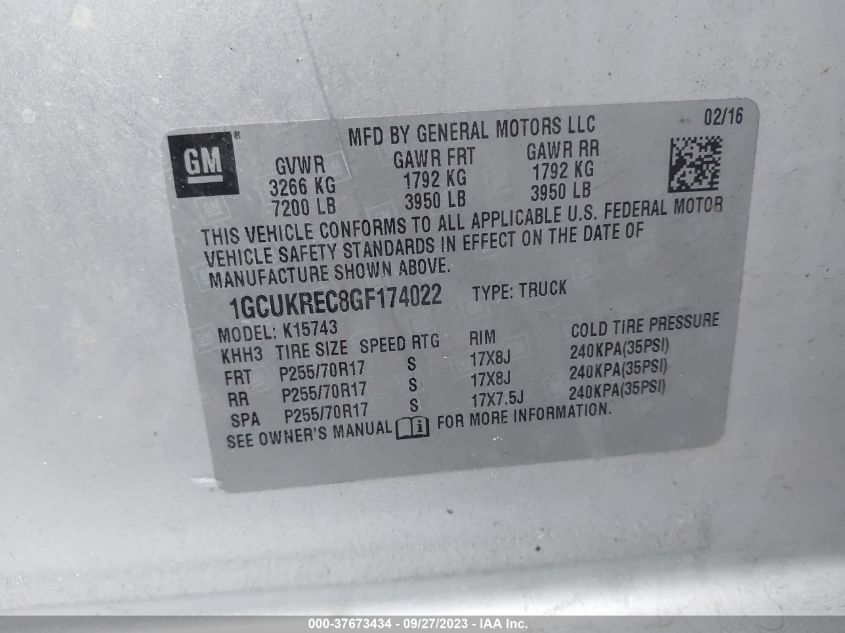 MFD BY GENERAL MOTORS LLC 02/16
GM®
GVWR GAWR FRT GAWR RR
3266 KG 1792 KG 1792 KG
7200 LB 3950 LB 3950 LB
THIS VEHICLE CONFORMS TO ALL APPLICABLE U.S. FEDERAL MOTOR
VEHICLE SAFETY STANDARDS IN EFFECT ON THE DATE OF
MANUFACTURE SHOWN ABOVE.
1GCUKREC8GF174022 TYPE: TRUCK
MODEL: K15743
KHH3 TIRE SIZE SPEED RTG RIM COLD TIRE PRESSURE
FRT P255/70R17 S 17X8J 240KPA(35PSI)
RR P255/70R17 S 17X8J 240KPA(35PSI)
SPA P255/70R17 S 17X7.5J 240KPA(35PSI)
SEE OWNER'S MANUAL i FOR MORE INFORMATION.
000-37673434 - 09/27/2023 - © IAA Inc.